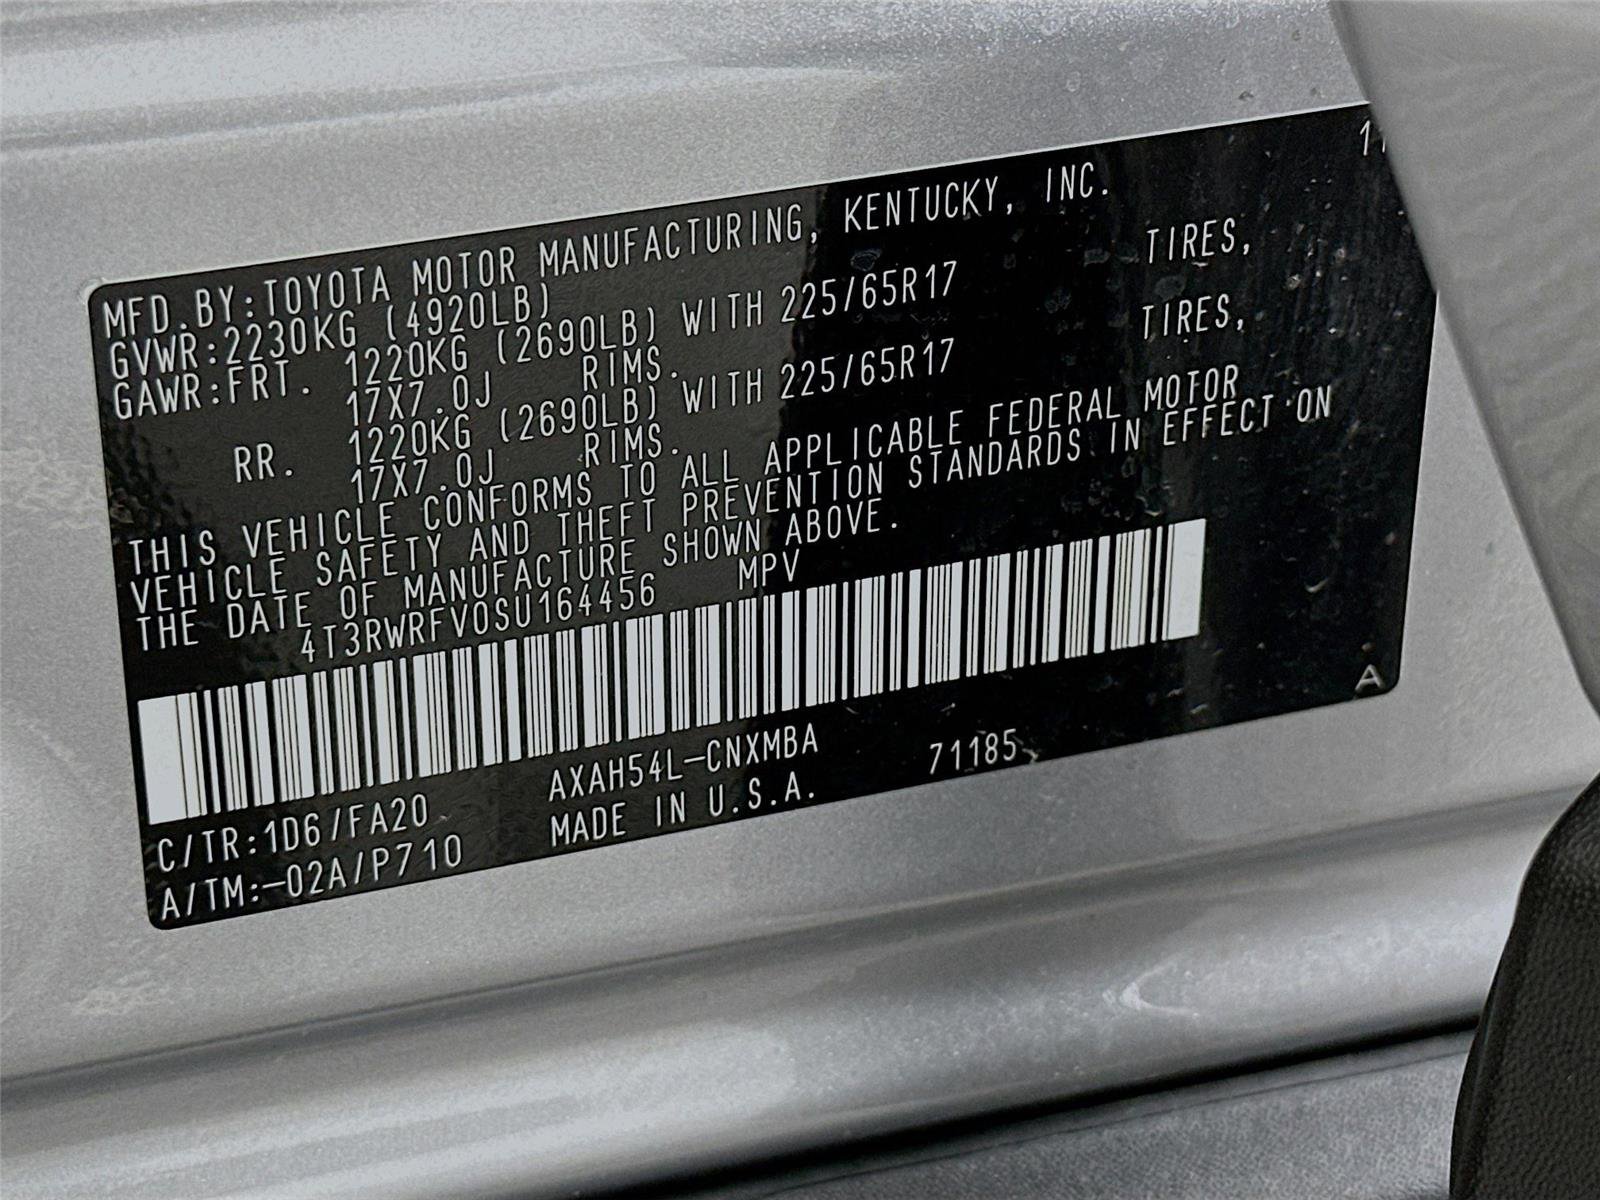 11
MFD.BY:TOYOTA MOTOR MANUFACTURING, KENTUCKY, INC.
GVWR:2230KG (4920LB)
GAWR:FRT. 1220KG (2690LB) WITH 225/65R17 TIRES,
17X7.0J RIMS.
RR. 1220KG (2690LB) WITH 225/65R17 TIRES,
17X7.0J RIMS.
THIS VEHICLE CONFORMS TO ALL APPLICABLE FEDERAL MOTOR
VEHICLE SAFETY AND THEFT PREVENTION STANDARDS IN EFFECT ON
THE DATE OF MANUFACTURE SHOWN ABOVE.
4T3RWRFV0SU164456 MPV
A
AXAH54L-CNXMBA 71185
C/TR:1D6/FA20 MADE IN U.S.A.
A/TM:-02A/P710